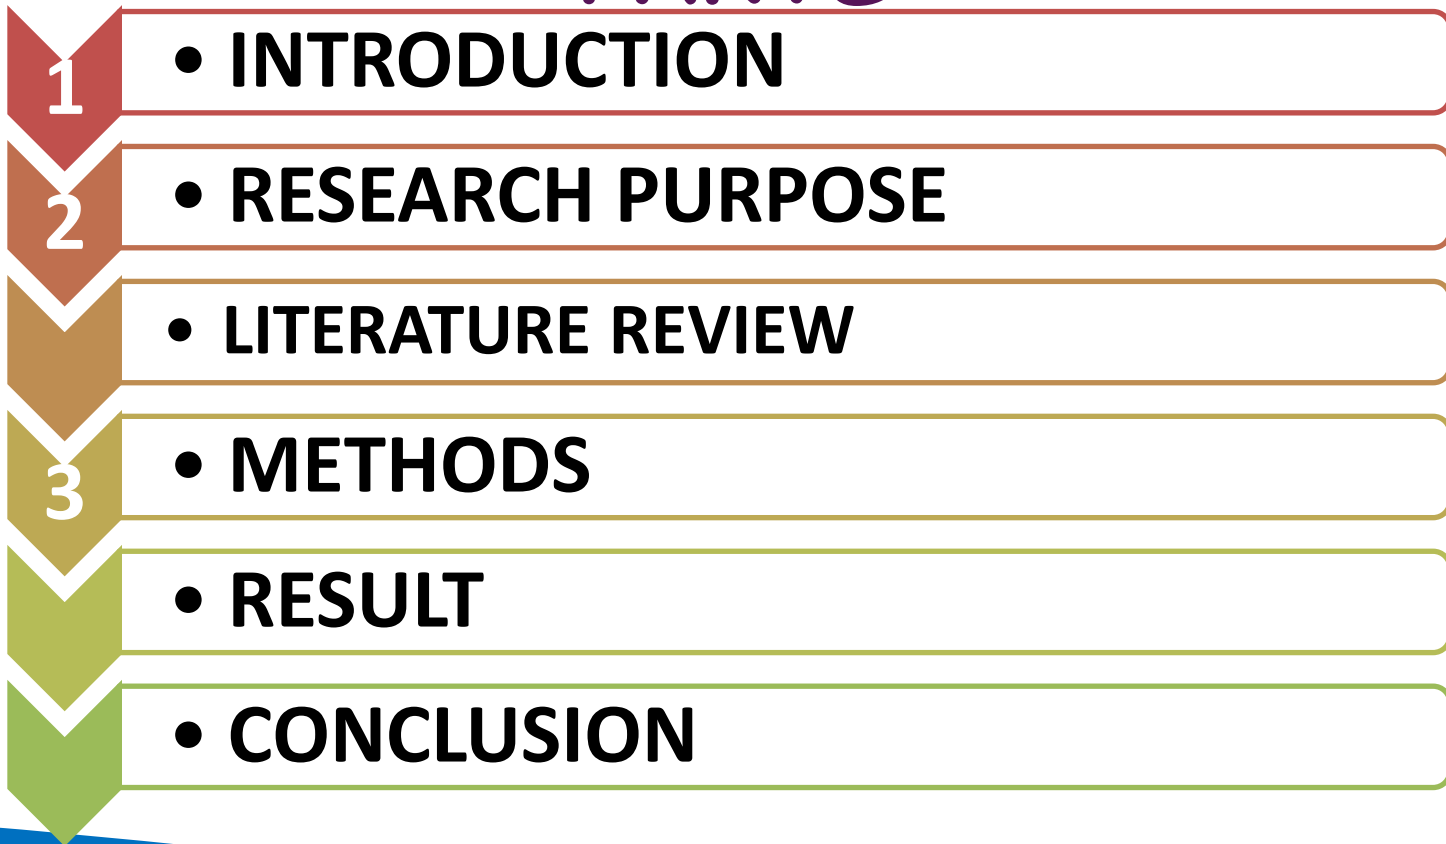 1 • INTRODUCTION
2 • RESEARCH PURPOSE
• LITERATURE REVIEW
3 • METHODS
• RESULT
• CONCLUSION